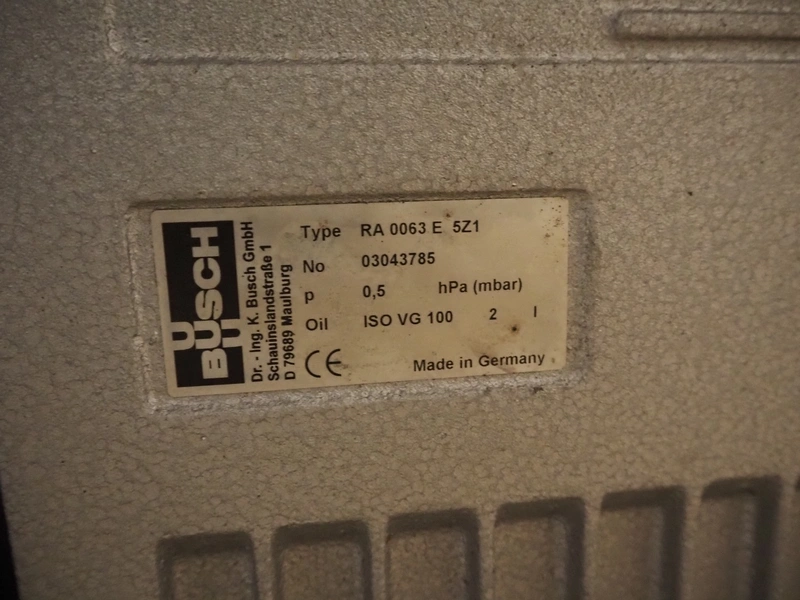 BUSCH
Dr. - Ing. K. Busch GmbH
Schauinslandstraße 1
D 79689 Maulburg
Type RA 0063 E 5Z1
No 03043785
p 0,5 hPa (mbar)
Oil ISO VG 100 2 l
CE Made in Germany